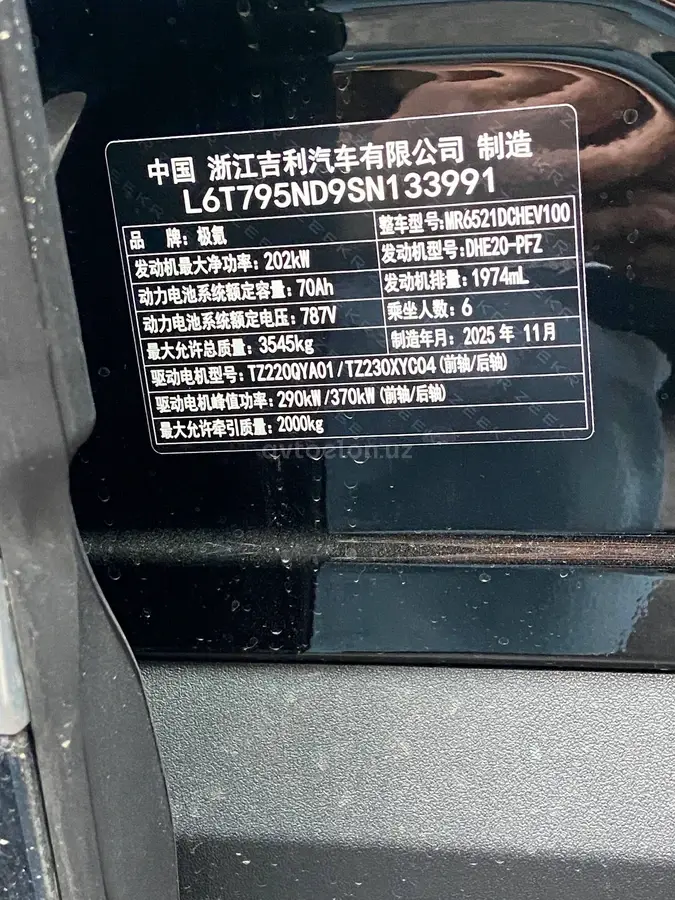 中国 浙江吉利汽车有限公司 制造
L6T795ND9SN133991
品 牌：极氪 整车型号：MR6521DCHEV100
发动机最大净功率：202kW 发动机型号：DHE20-PFZ
动力电池系统额定容量：70Ah 发动机排量：1974mL
动力电池系统额定电压：787V 乘坐人数：6
最大允许总质量：3545kg 制造年月：2025 年 11月
驱动电机型号：TZ220QYA01/TZ230XYC04(前轴/后轴)
驱动电机峰值功率：290kW/370kW(前轴/后轴)
最大允许牵引质量：2000kg
avtoelon.uz